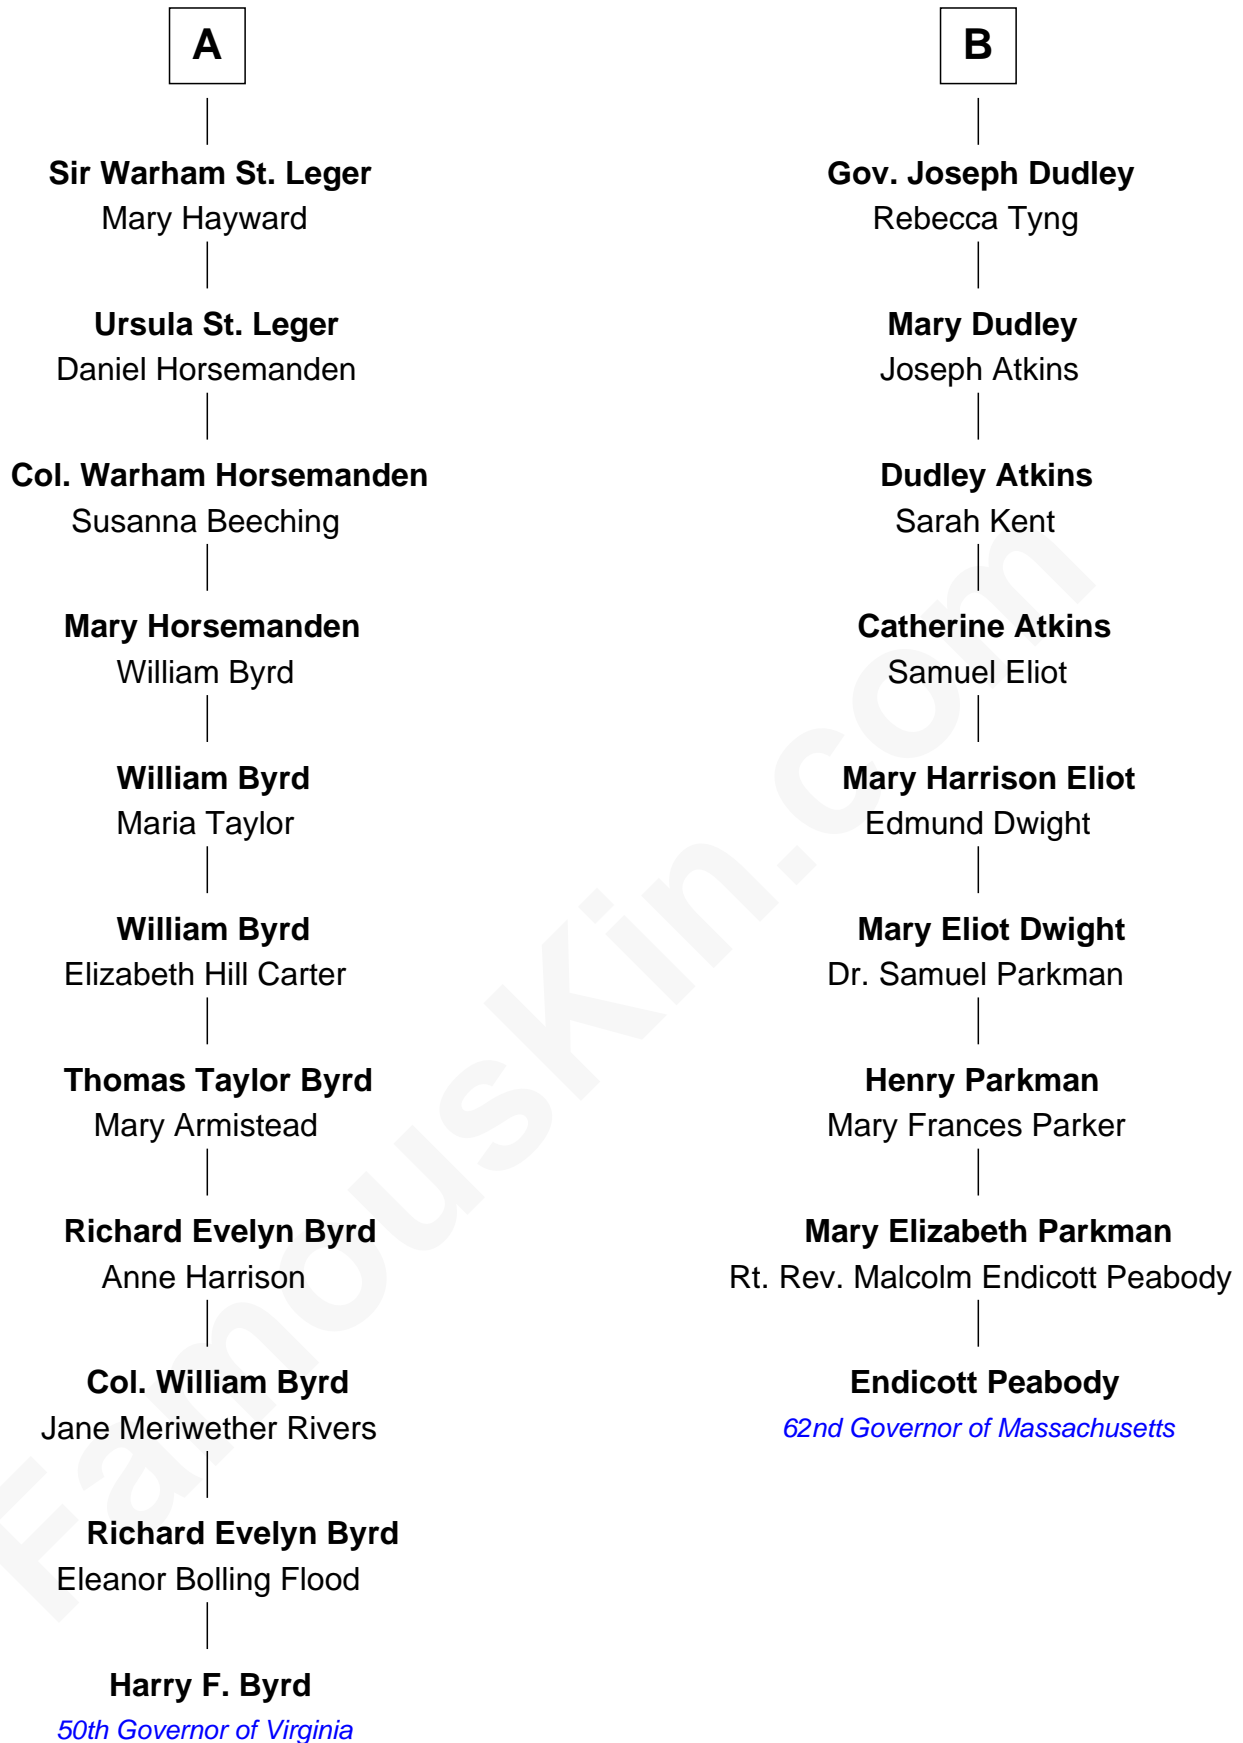 A
Sir Warham St. Leger
Mary Hayward
Ursula St. Leger
Daniel Horsemanden
Col. Warham Horsemanden
Susanna Beeching
Mary Horsemanden
William Byrd
William Byrd
Maria Taylor
William Byrd
Elizabeth Hill Carter
Thomas Taylor Byrd
Mary Armistead
Richard Evelyn Byrd
Anne Harrison
Col. William Byrd
Jane Meriwether Rivers
Richard Evelyn Byrd
Eleanor Bolling Flood
Harry F. Byrd
50th Governor of Virginia
B
Gov. Joseph Dudley
Rebecca Tyng
Mary Dudley
Joseph Atkins
Dudley Atkins
Sarah Kent
Catherine Atkins
Samuel Eliot
Mary Harrison Eliot
Edmund Dwight
Mary Eliot Dwight
Dr. Samuel Parkman
Henry Parkman
Mary Frances Parker
Mary Elizabeth Parkman
Rt. Rev. Malcolm Endicott Peabody
Endicott Peabody
62nd Governor of Massachusetts
FamousKin.com